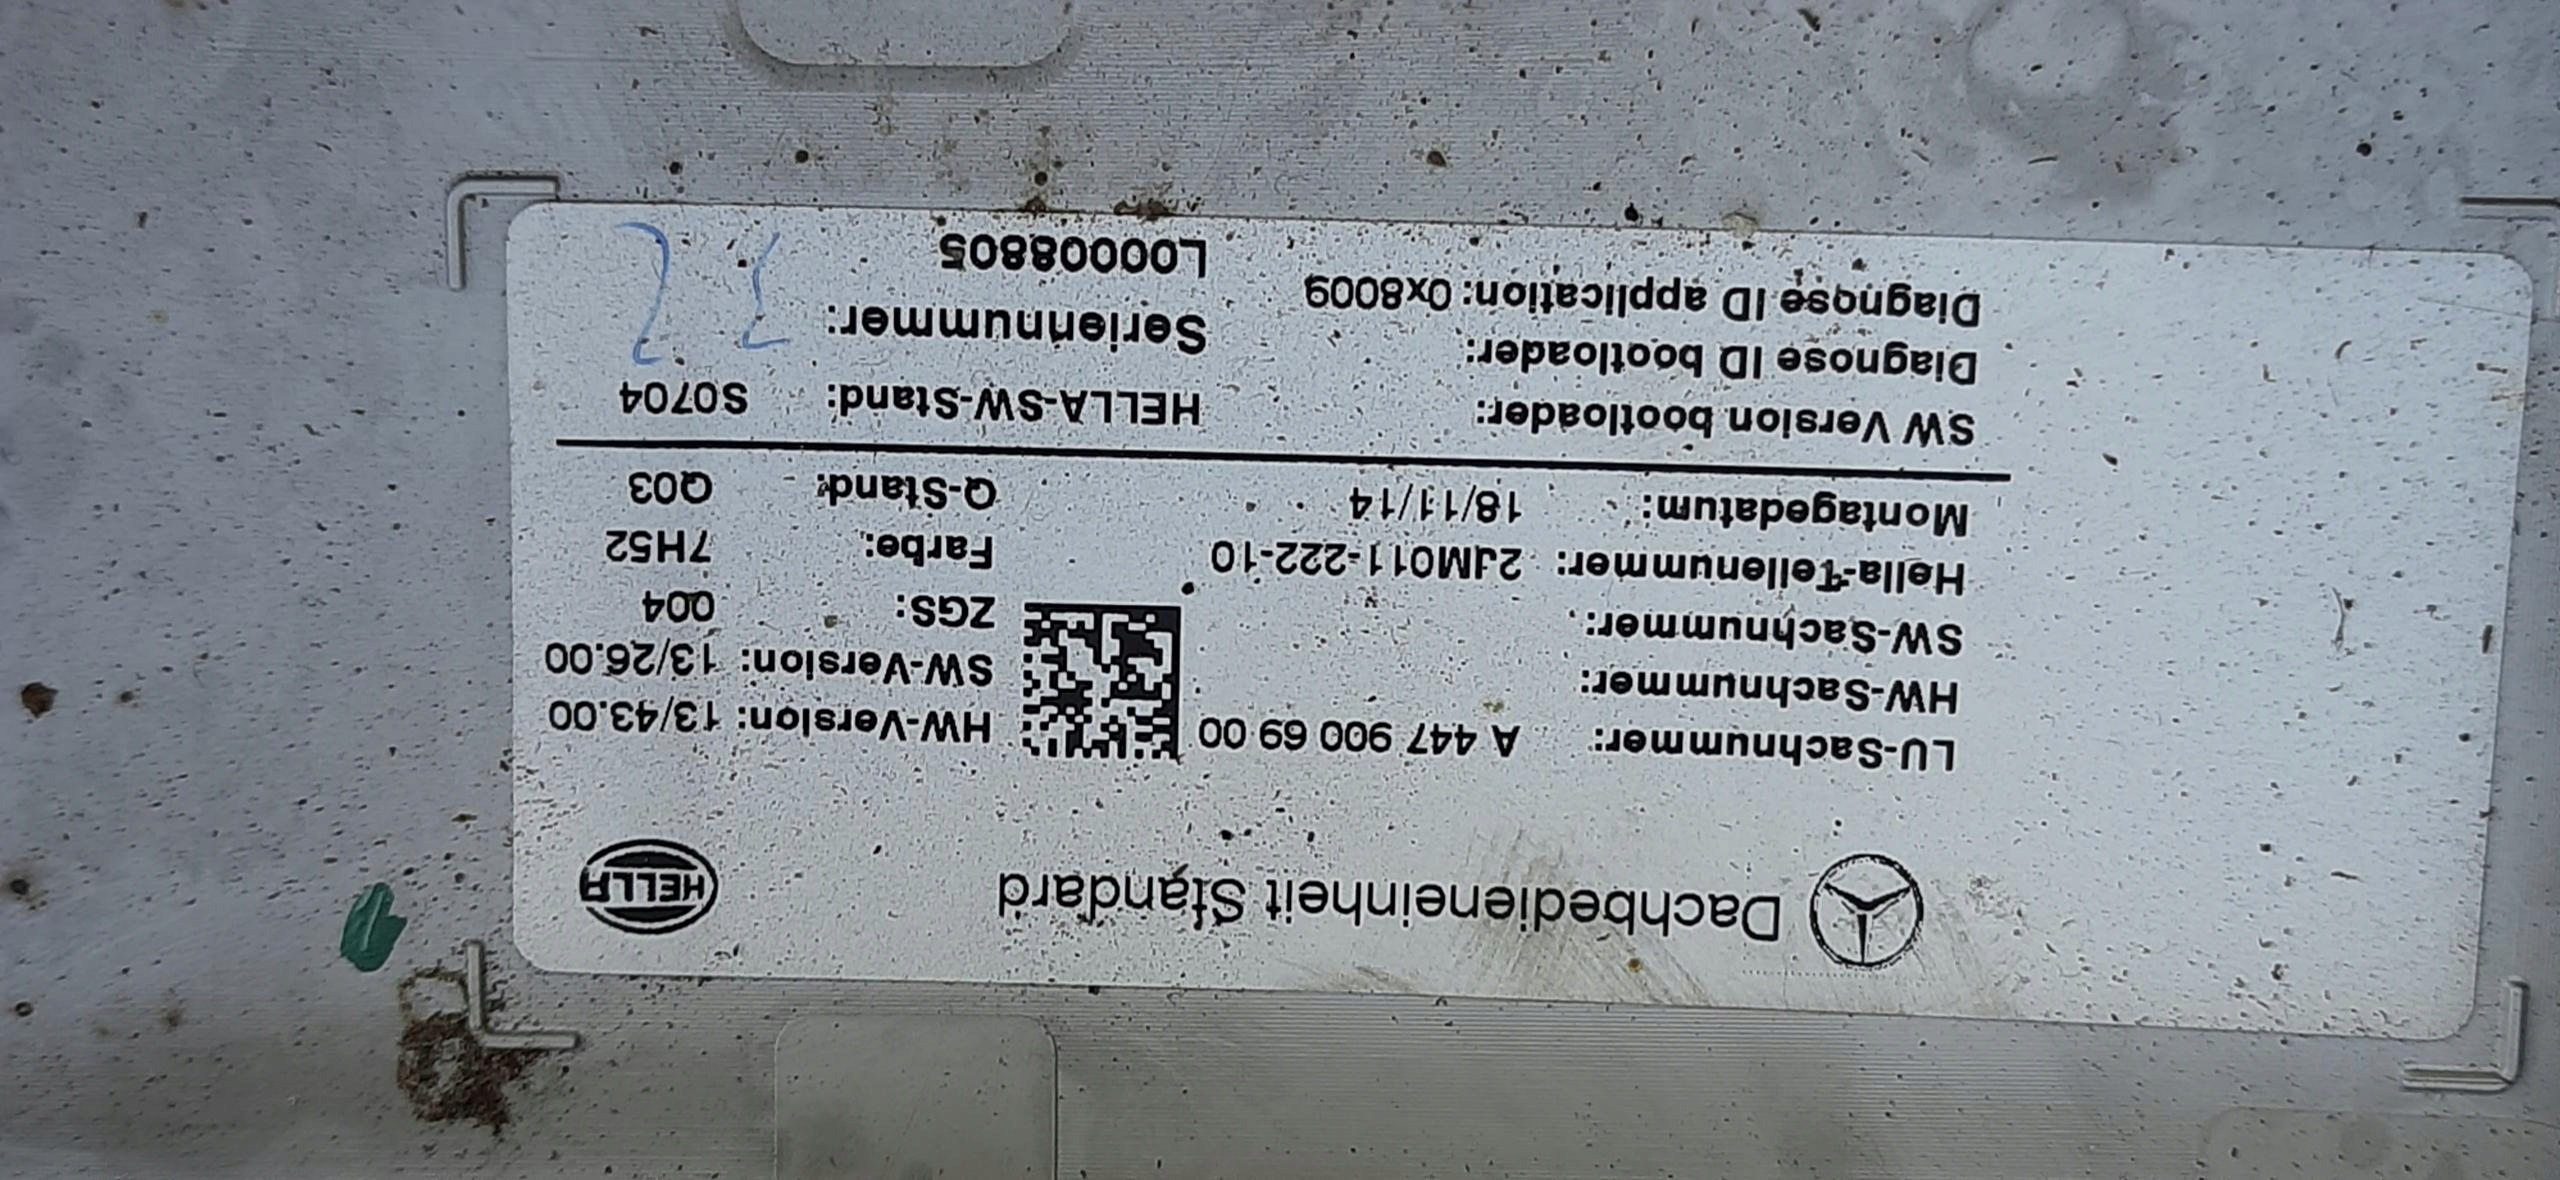 Dachbedieneinheit Standard
HELLA
LU-Sachnummer: A 447 900 69 00
HW-Sachnummer:
SW-Sachnummer:
Hella-Teilenummer: 2JM011-222-10
Montagedatum: 18/11/14
HW-Version: 13/43.00
SW-Version: 13/26.00
ZGS: 004
Farbe: 7H52
Q-Stand: Q03
SW Version bootloader:
Diagnose ID bootloader:
Diagnose ID application: 0x8009
HELLA-SW-Stand: S0704
Seriennummer:
L00008805